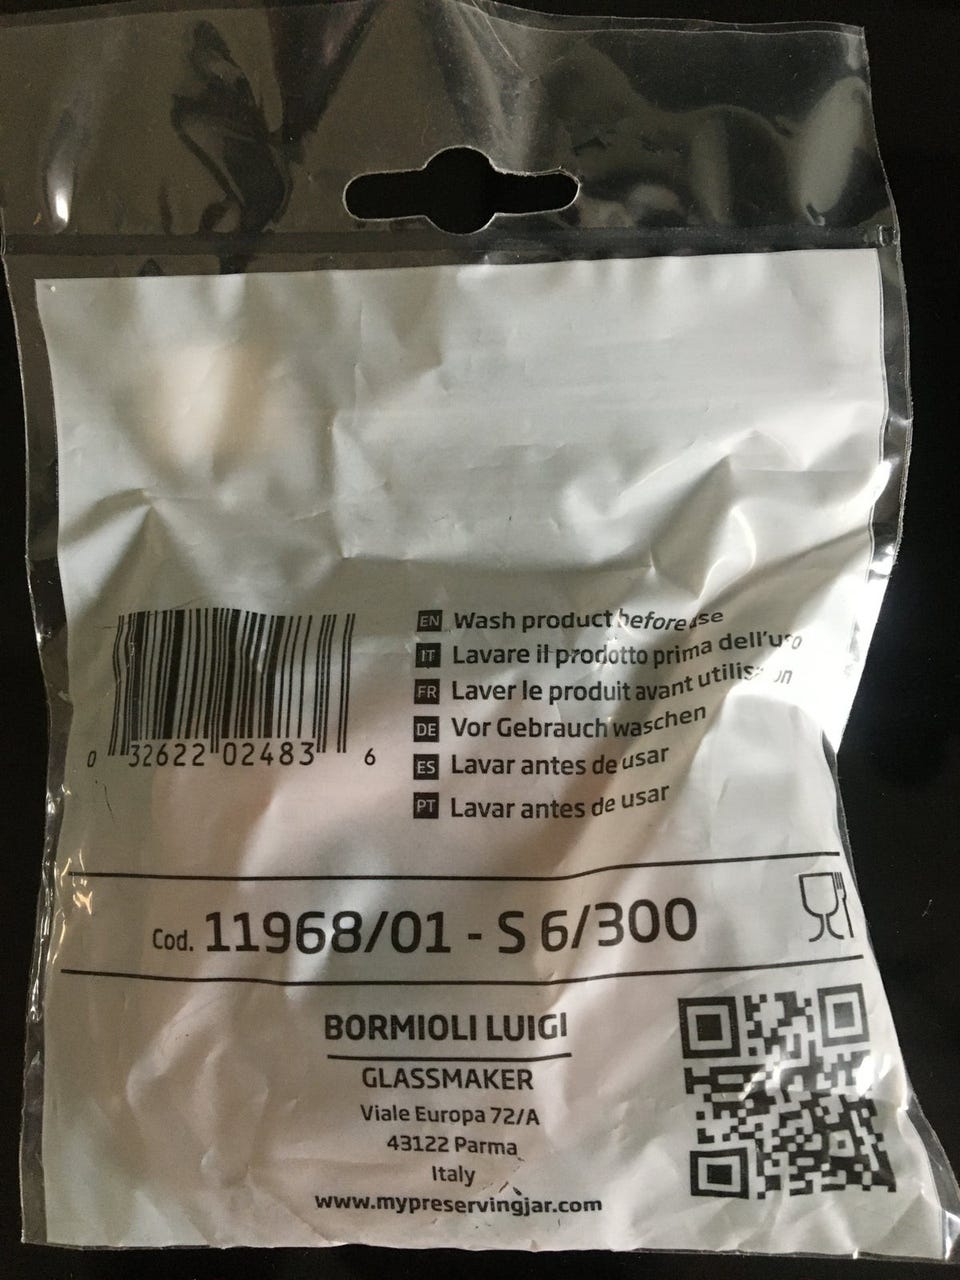 0 32622 02483 6
EN Wash product before use
IT Lavare il prodotto prima dell'uso
FR Laver le produit avant utilisation
DE Vor Gebrauch waschen
ES Lavar antes de usar
PT Lavar antes de usar
Cod. 11968/01 - S 6/300
BORMIOLI LUIGI
GLASSMAKER
Viale Europa 72/A
43122 Parma
Italy
www.mypreservingjar.com